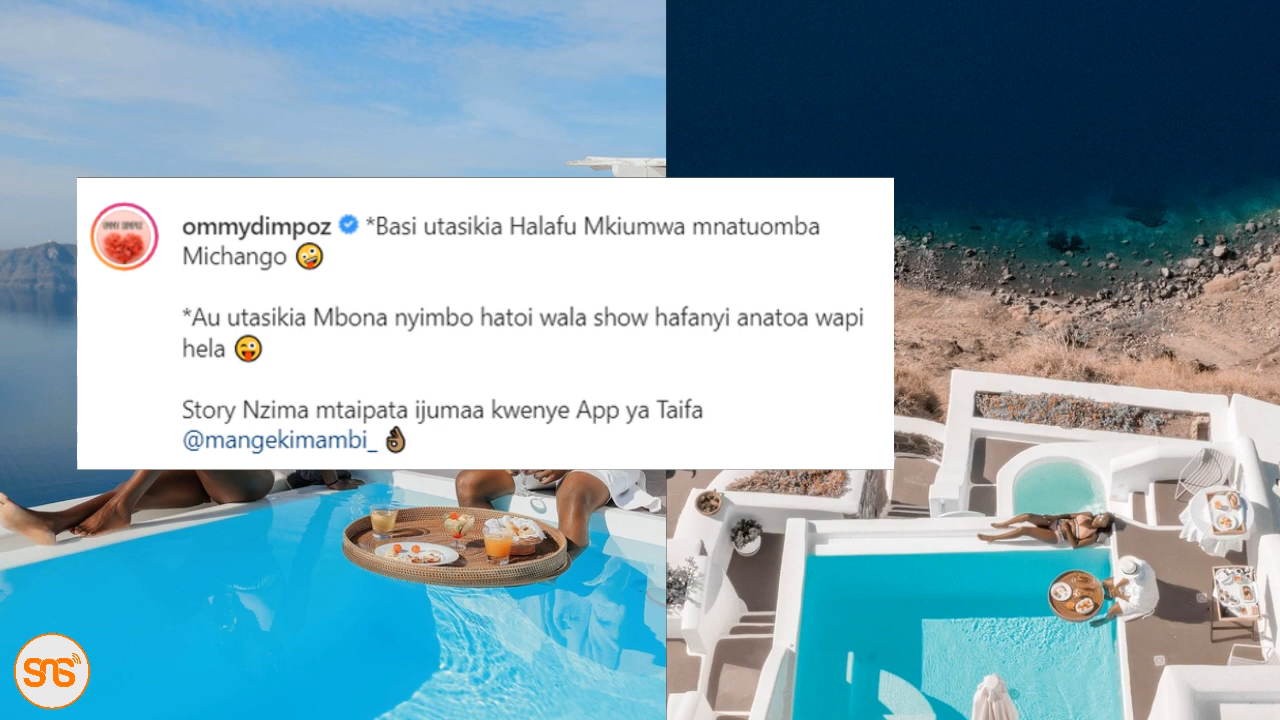 ommydimpoz *Basi utasikia Halafu Mkiumwa mnatuomba
Michango 🤪
*Au utasikia Mbona nyimbo hatoi wala show hafanyi anatoa wapi
hela 😜
Story Nzima mtaipata ijumaa kwenye App ya Taifa
@mangekimambi_ 👌🏾
SNS